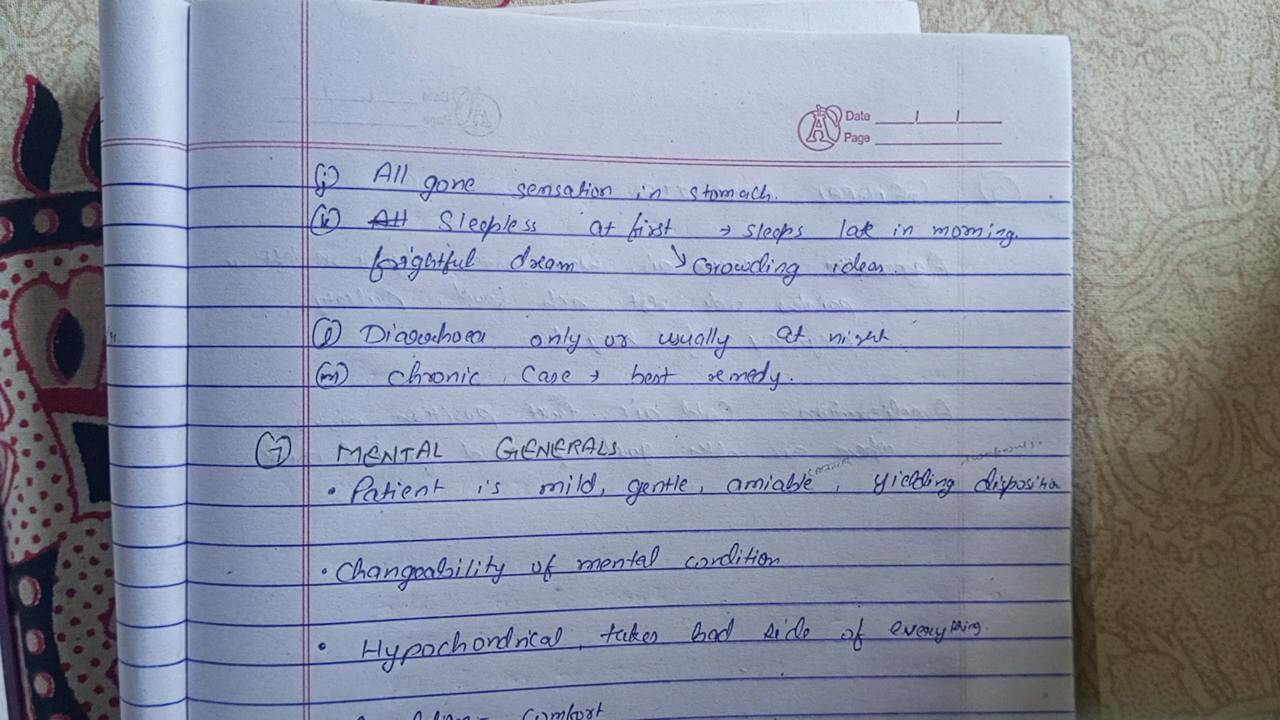 Date
Page
(j) All gone sensation in stomach.
(k) All Sleepless at first → sleeps late in morning.
frightful dream ↘ Crowding ideas.
(l) Diarrhoea only or usually at night.
(m) chronic case → best remedy.
(7) MENTAL GENERALS
• Patient is mild, gentle, amiable, yielding disposition
• Changeability of mental condition
• Hypochondrical, takes bad side of everything.
comfort